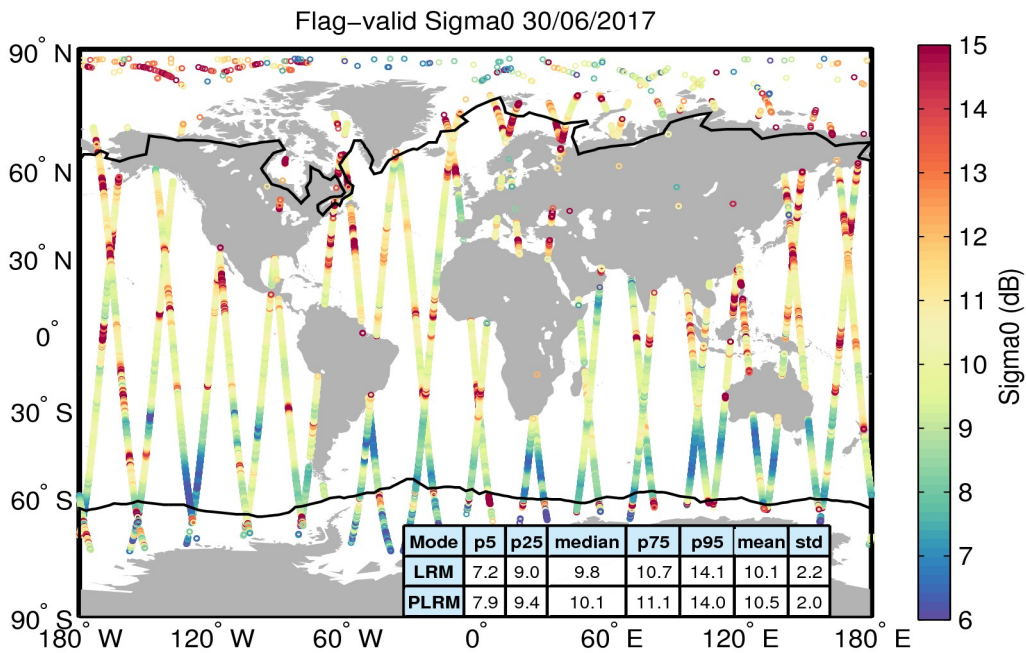 Flag−valid Sigma0 30/06/2017
90° N
60° N
30° N
0°
30° S
60° S
90° S
180° W
120° W
60° W
0°
60° E
120° E
180° E
15
14
13
12
11
10
9
8
7
6
Sigma0 (dB)
Mode p5 p25 median p75 p95 mean std
LRM 7.2 9.0 9.8 10.7 14.1 10.1 2.2
PLRM 7.9 9.4 10.1 11.1 14.0 10.5 2.0